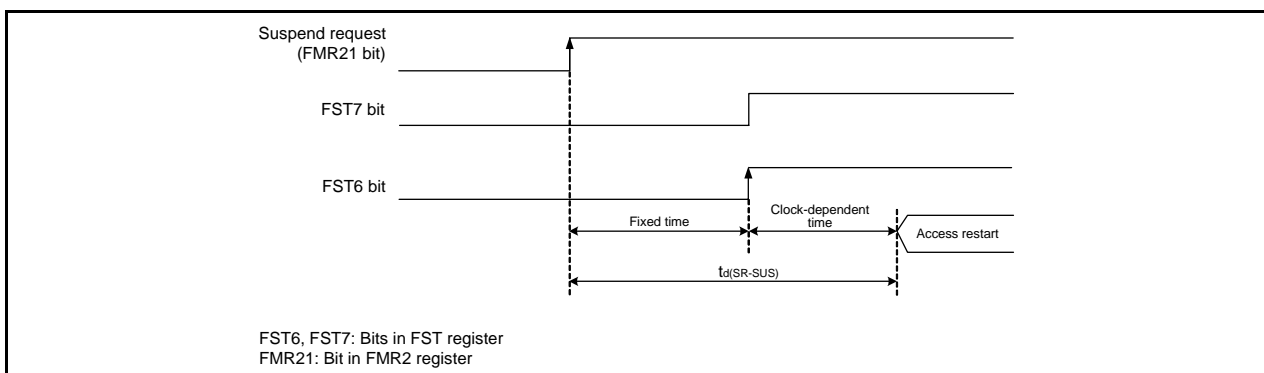 Suspend request
(FMR21 bit)
FST7 bit
FST6 bit
Fixed time
Clock-dependent
time
Access restart
td(SR-SUS)
FST6, FST7: Bits in FST register
FMR21: Bit in FMR2 register